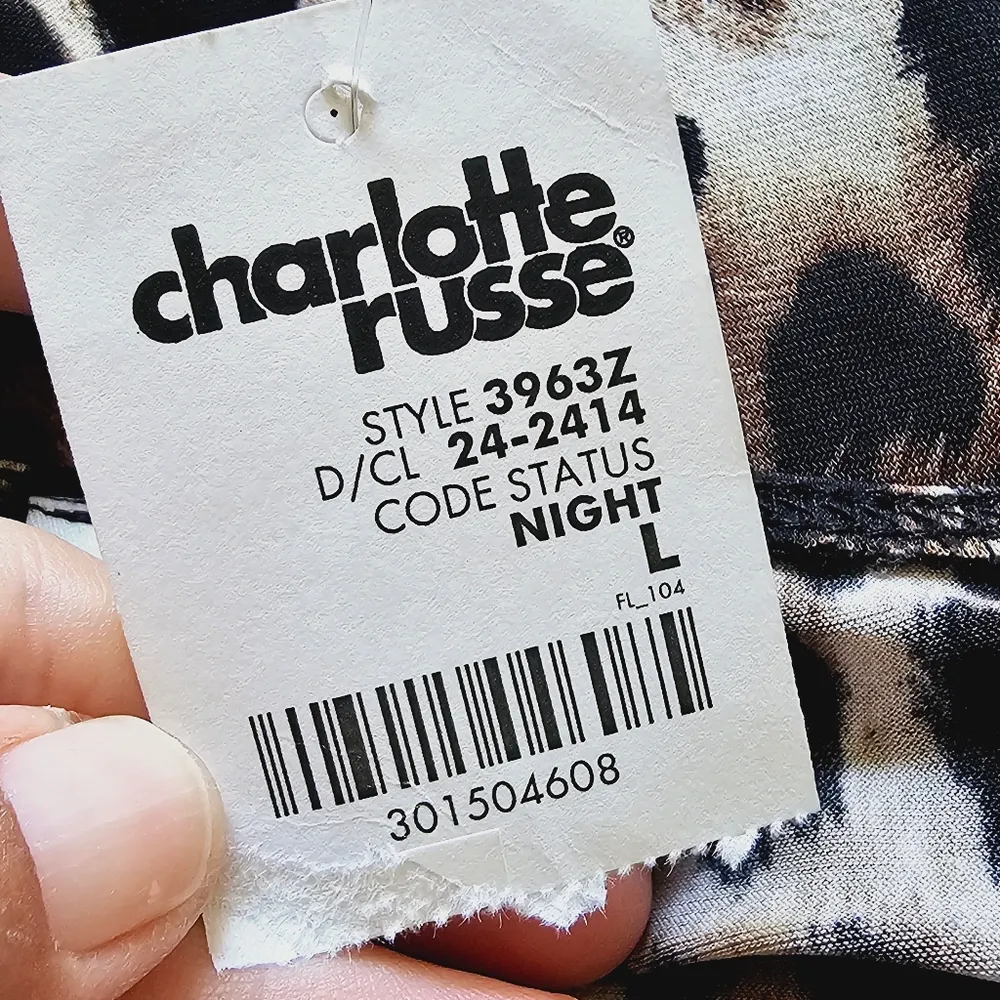 charlotte
russe®
STYLE 3963Z
D/CL 24-2414
CODE STATUS
NIGHT
L
FL_104
301504608